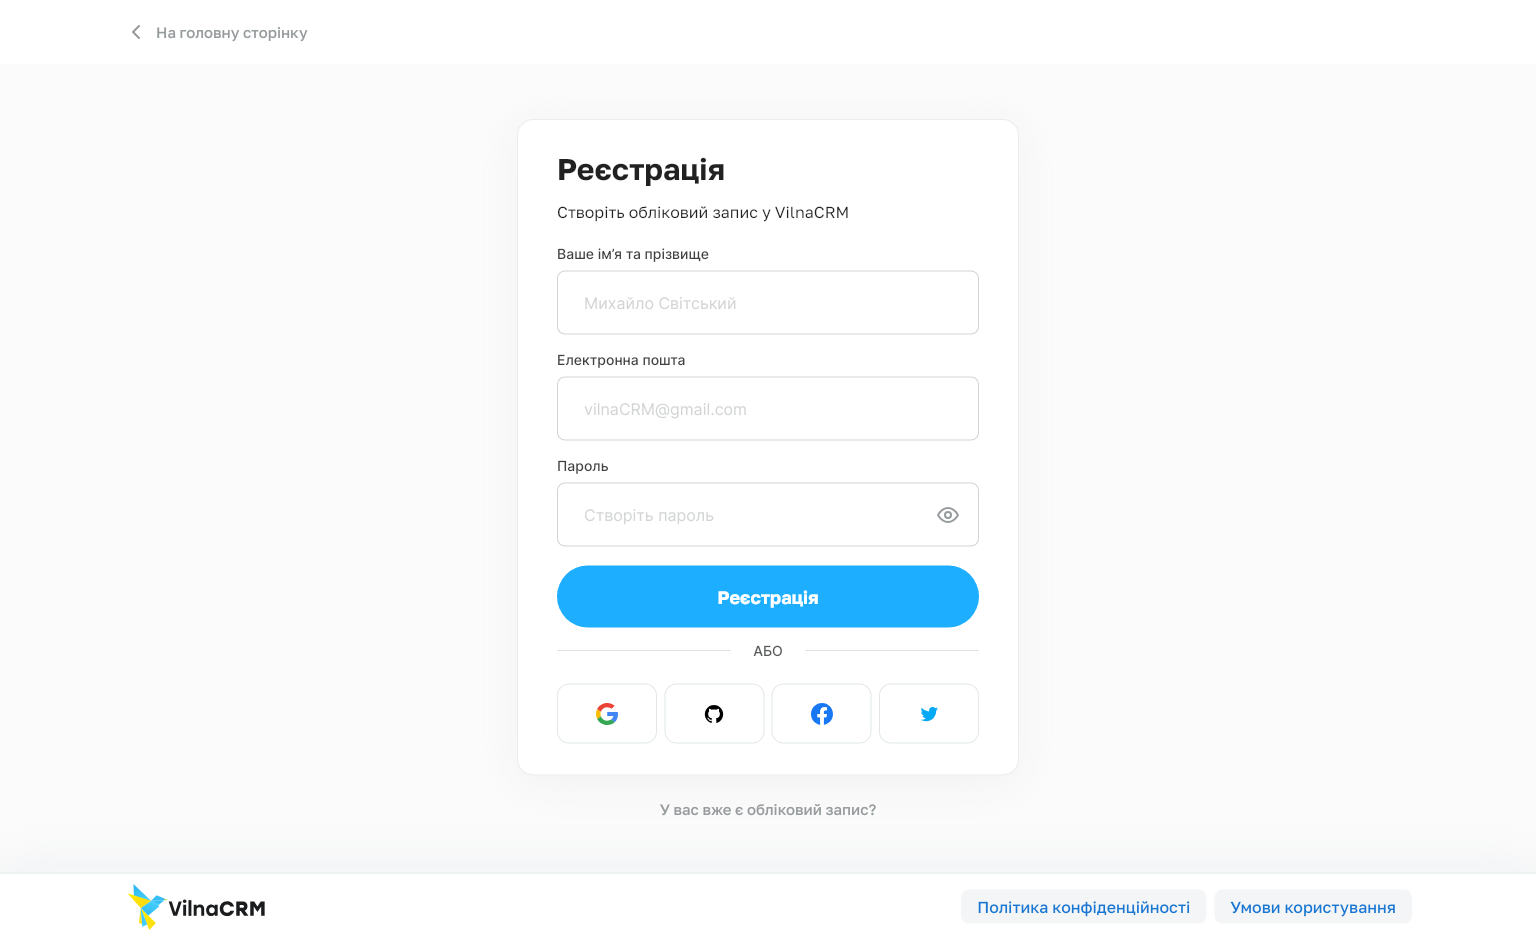 На головну сторінку
Реєстрація
Створіть обліковий запис у VilnaCRM
Ваше ім’я та прізвище
Михайло Світський
Електронна пошта
vilnaCRM@gmail.com
Пароль
Створіть пароль
Реєстрація
АБО
У вас вже є обліковий запис?
VilnaCRM
Політика конфіденційності
Умови користування